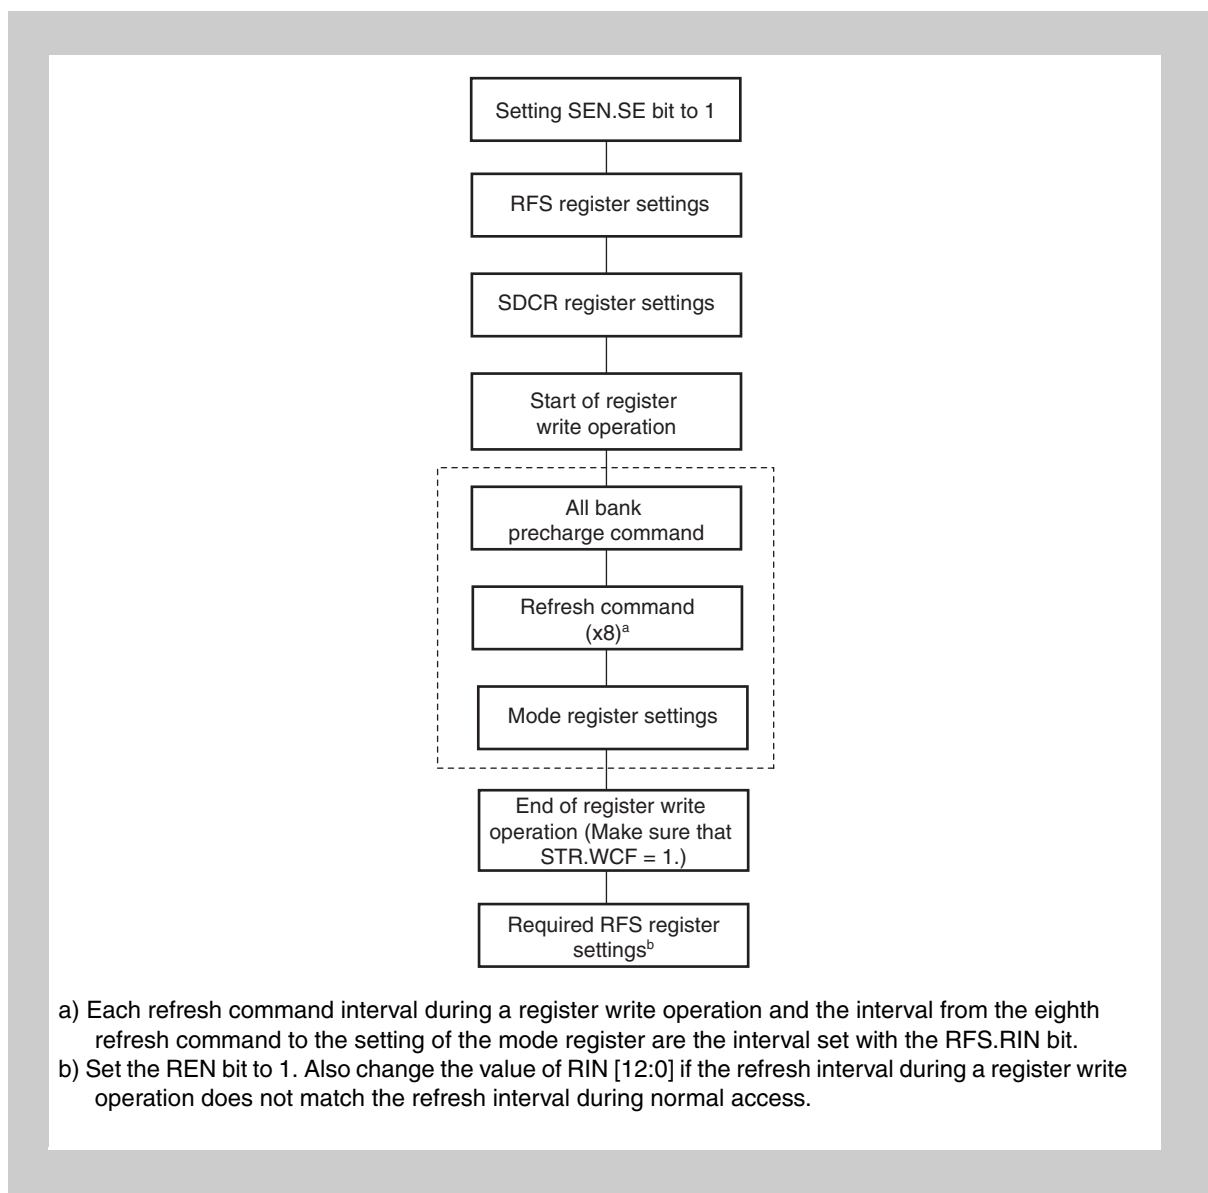 Setting SEN.SE bit to 1
RFS register settings
SDCR register settings
Start of register
write operation
All bank
precharge command
Refresh command
(x8)a
Mode register settings
End of register write
operation (Make sure that
STR.WCF = 1.)
Required RFS register
settingsb
a) Each refresh command interval during a register write operation and the interval from the eighth
refresh command to the setting of the mode register are the interval set with the RFS.RIN bit.
b) Set the REN bit to 1. Also change the value of RIN [12:0] if the refresh interval during a register write
operation does not match the refresh interval during normal access.